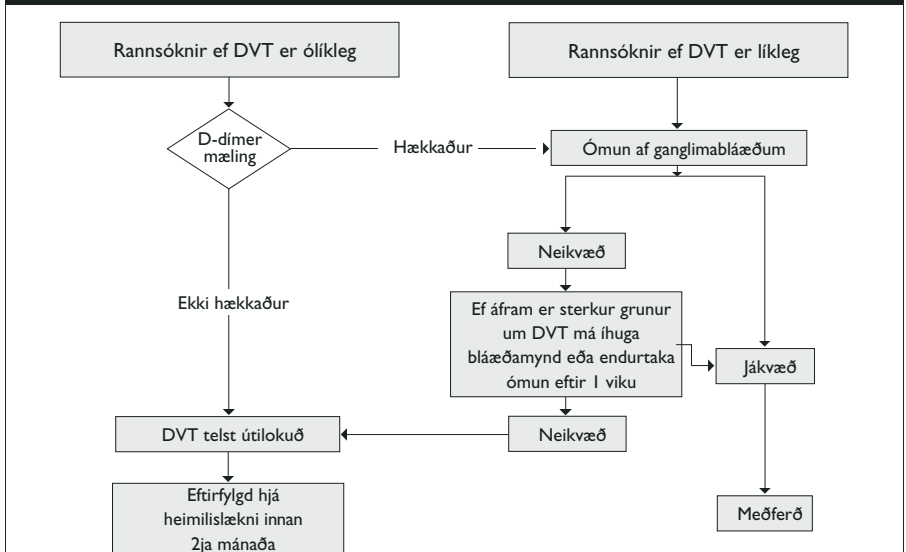 Rannsóknir ef DVT er ólíkleg
Rannsóknir ef DVT er líkleg
D-dímer
mæling
Hækkaður
Ómun af ganglimabláæðum
Neikvæð
Ekki hækkaður
Ef áfram er sterkur grunur
um DVT má íhuga
bláæðamynd eða endurtaka
ómun eftir 1 viku
Jákvæð
DVT telst útilokuð
Neikvæð
Eftirfylgd hjá
heimilislækni innan
2ja mánaða
Meðferð